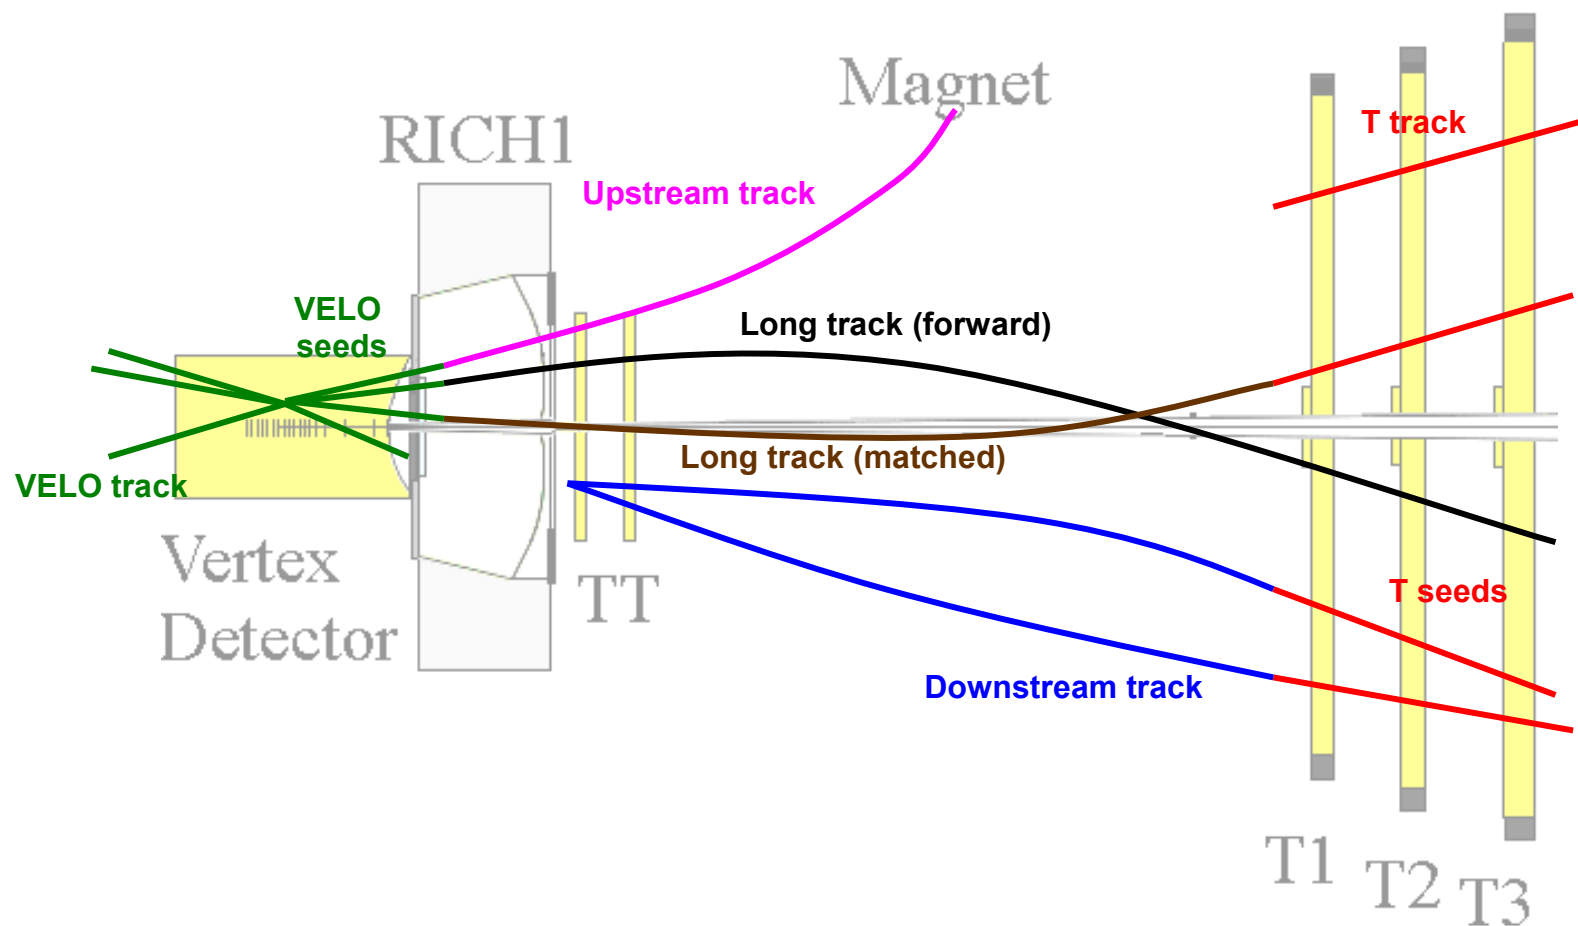 Magnet
RICH1
T track
Upstream track
VELO
seeds
Long track (forward)
Long track (matched)
VELO track
Vertex
Detector
TT
T seeds
Downstream track
T1
T2
T3